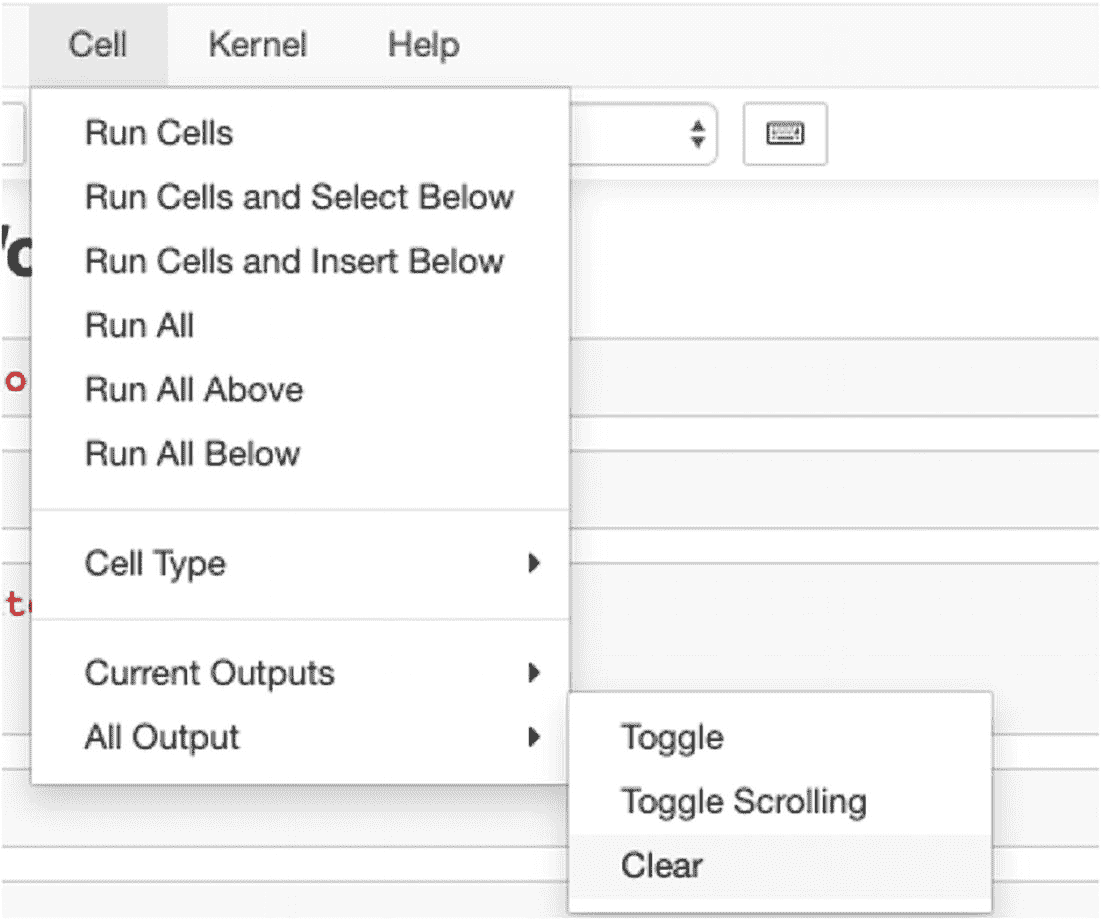 Cell Kernel Help
Run Cells
Run Cells and Select Below
Run Cells and Insert Below
Run All
Run All Above
Run All Below
Cell Type
Current Outputs
All Output
Toggle
Toggle Scrolling
Clear